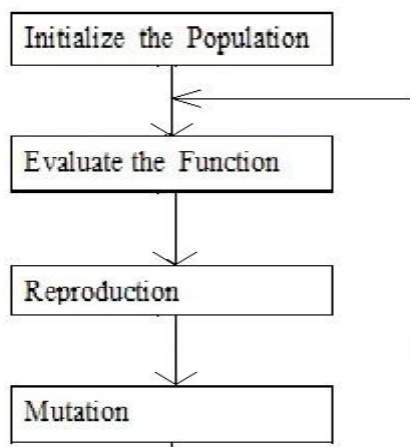 Initialize the Population
Evaluate the Function
Reproduction
Mutation